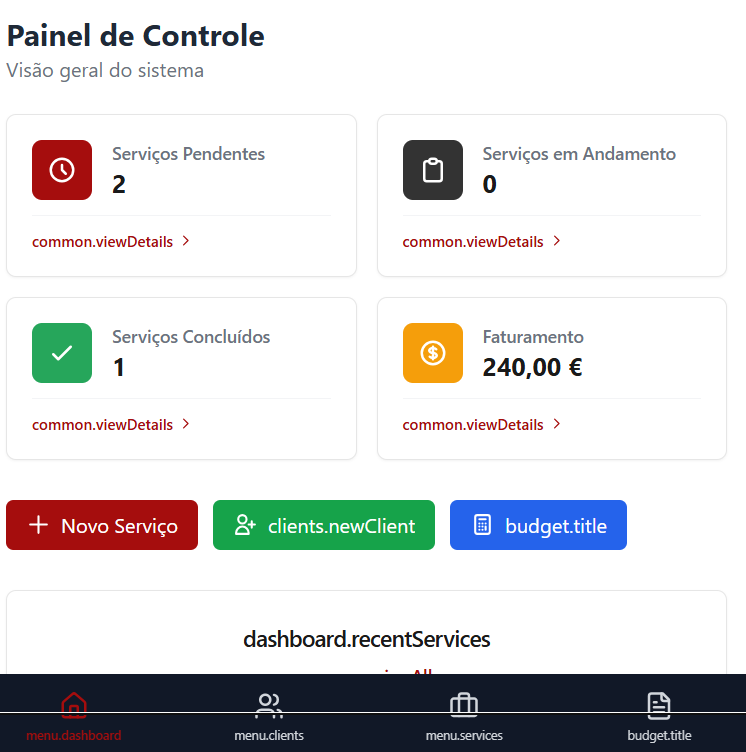 Painel de Controle
Visão geral do sistema
Serviços Pendentes
2
common.viewDetails
Serviços em Andamento
0
common.viewDetails
Serviços Concluídos
1
common.viewDetails
Faturamento
240,00 €
common.viewDetails
Novo Serviço
clients.newClient
budget.title
dashboard.recentServices
menu.dashboard
menu.clients
menu.services
budget.title